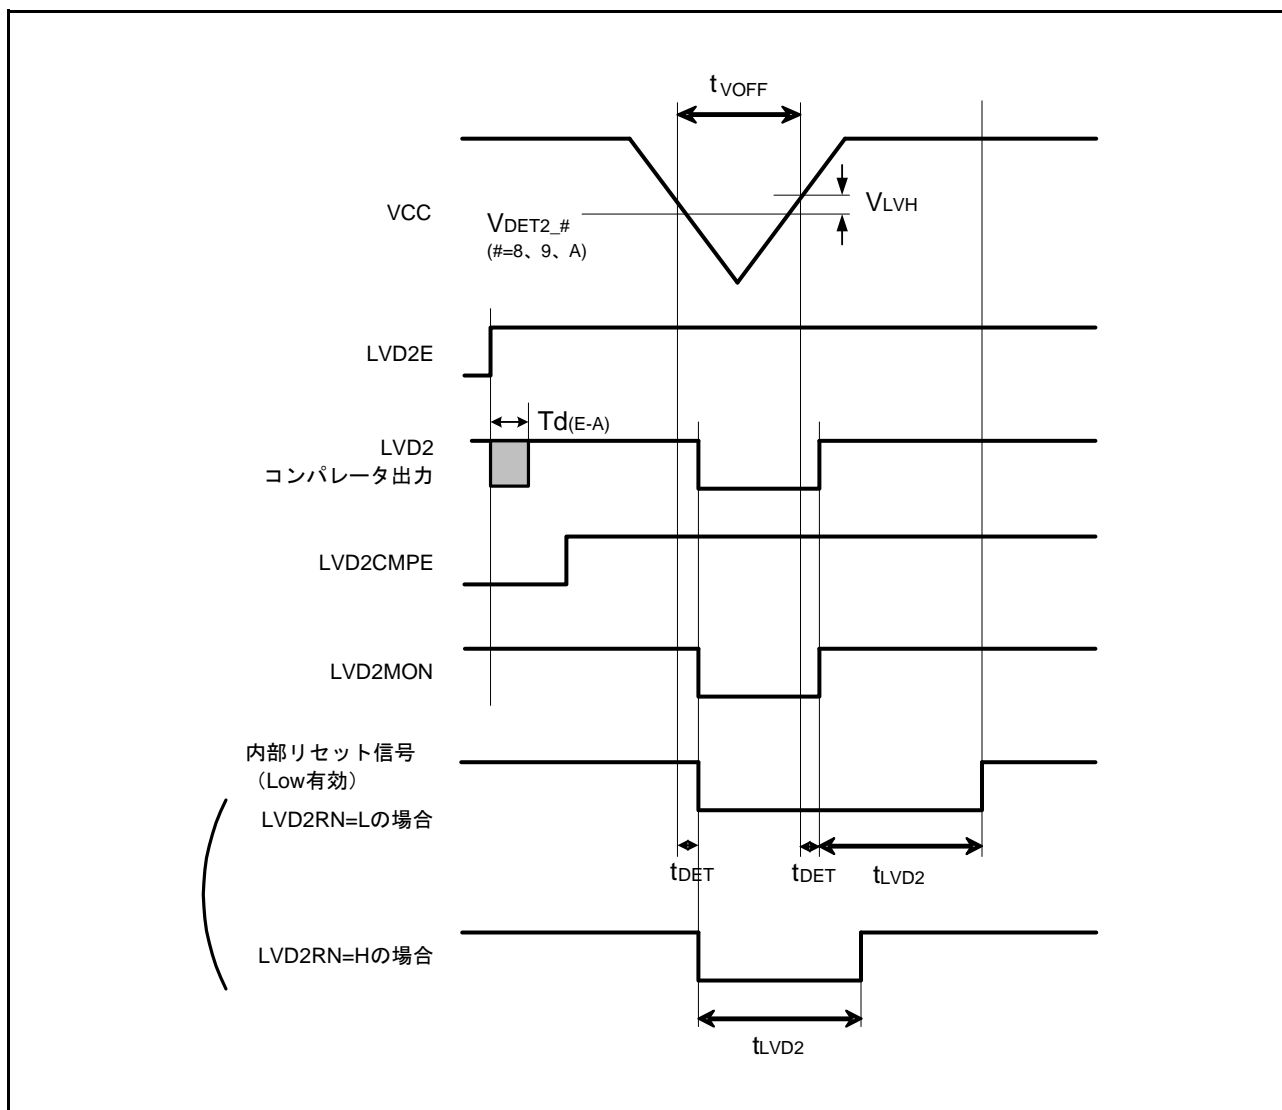 tVOFF
VCC
VLVH
VDET2_#
(#=8、9、A)
LVD2E
Td(E-A)
LVD2
コンパレータ出力
LVD2CMPE
LVD2MON
内部リセット信号
（Low有効）
LVD2RN=Lの場合
tDET
tDET
tLVD2
LVD2RN=Hの場合
tLVD2